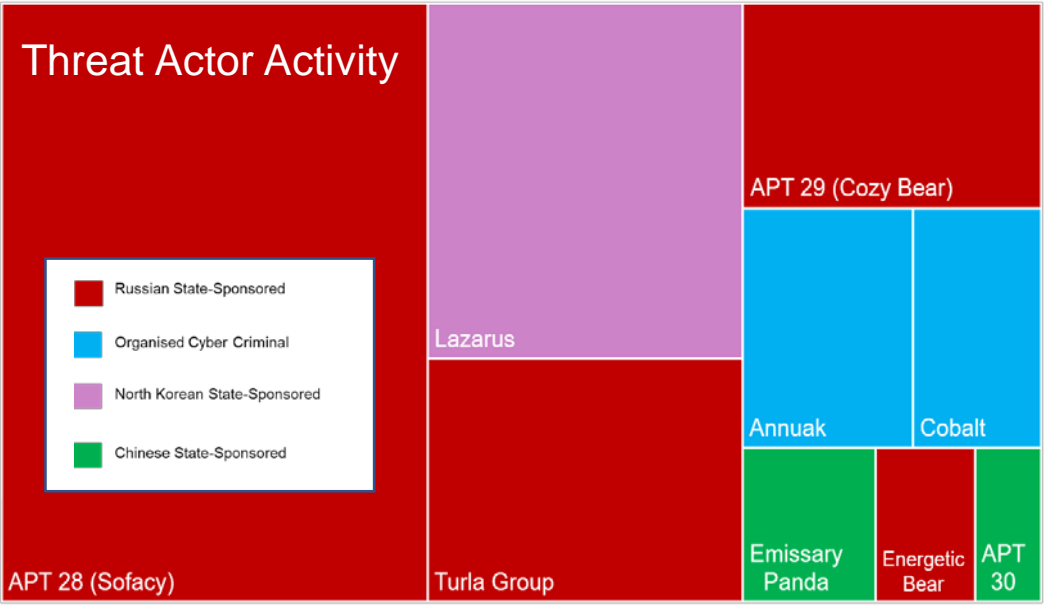 Threat Actor Activity
Russian State-Sponsored
Organised Cyber Criminal
North Korean State-Sponsored
Chinese State-Sponsored
APT 28 (Sofacy)
Lazarus
Turla Group
APT 29 (Cozy Bear)
Annuak
Cobalt
Emissary
Panda
Energetic
Bear
APT
30